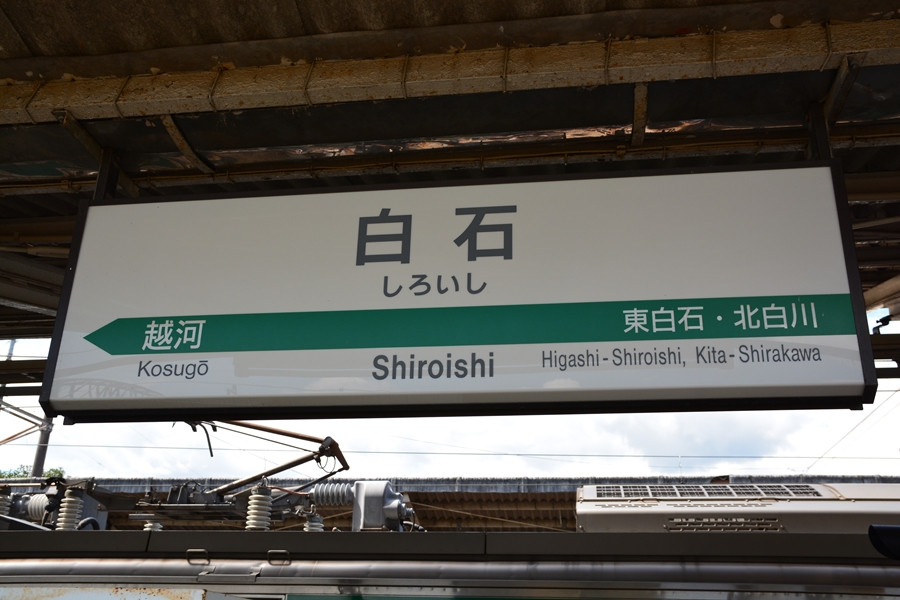 白石
しろいし
越河 東白石・北白川
Kosugō Shiroishi Higashi-Shiroishi, Kita-Shirakawa